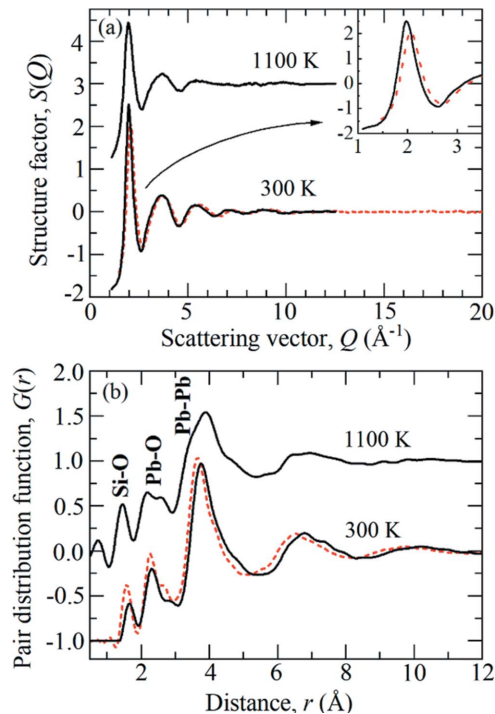 (a)
Structure factor, S(Q)
4
3
2
1
0
-1
-2
1100 K
300 K
2
1
0
-1
-2
1
2
3
0
5
10
15
20
Scattering vector, Q (Å⁻¹)
(b)
Pair distribution function, G(r)
2.0
1.5
1.0
0.5
0.0
-0.5
-1.0
Si-O
Pb-O
Pb-Pb
1100 K
300 K
2
4
6
8
10
12
Distance, r (Å)